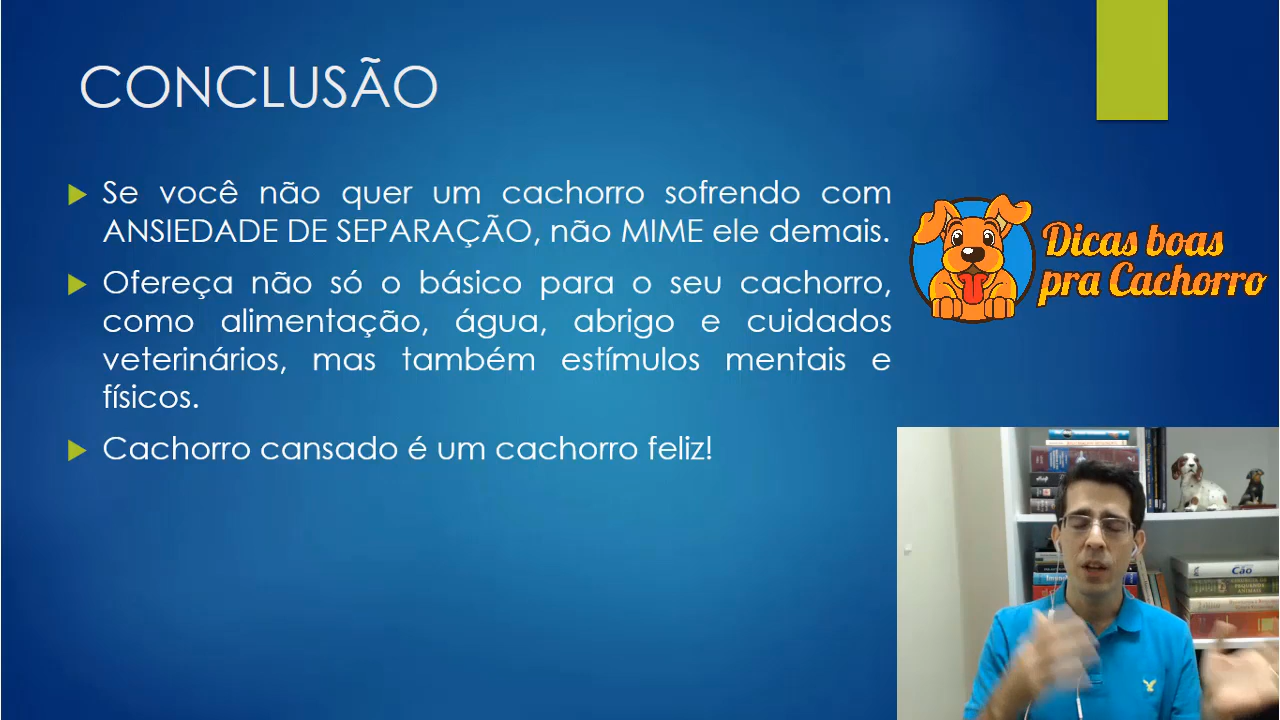 CONCLUSÃO
Se você não quer um cachorro sofrendo com
ANSIEDADE DE SEPARAÇÃO, não MIME ele demais.
Ofereça não só o básico para o seu cachorro,
como alimentação, água, abrigo e cuidados
veterinários, mas também estímulos mentais e
físicos.
Cachorro cansado é um cachorro feliz!
Dicas boas
pra Cachorro
Cão